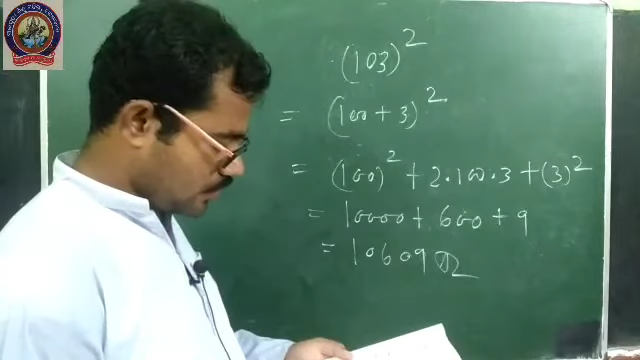 (103)²
= (100 + 3)²
= (100)² + 2·100·3 + (3)²
= 10000 + 600 + 9
= 10609